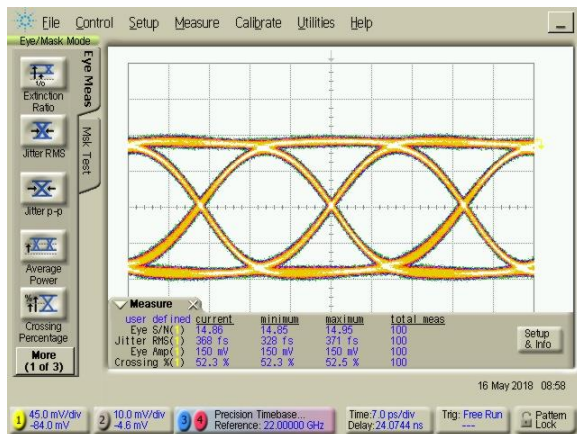 File Control Setup Measure Calibrate Utilities Help
Eye/Mask Mode
Eye Meas
Msk Test
Extinction
Ratio
Jitter RMS
Jitter p-p
Average
Power
Crossing
Percentage
More
(1 of 3)
Measure
user defined current minimum maximum total meas
Eye S/N(1) 14.86 14.85 14.95 100
Jitter RMS(1) 368 fs 328 fs 371 fs 100
Eye Amp(1) 150 mV 150 mV 150 mV 100
Crossing %(1) 52.3 % 52.3 % 52.5 % 100
Setup
& Info
16 May 2018 08:58
1 45.0 mV/div
-84.0 mV
2 10.0 mV/div
-4.6 mV
3 4 Precision Timebase...
Reference: 22.00000 GHz
Time:7.0 ps/div
Delay:24.0744 ns
Trig: Free Run
---
Pattern
Lock